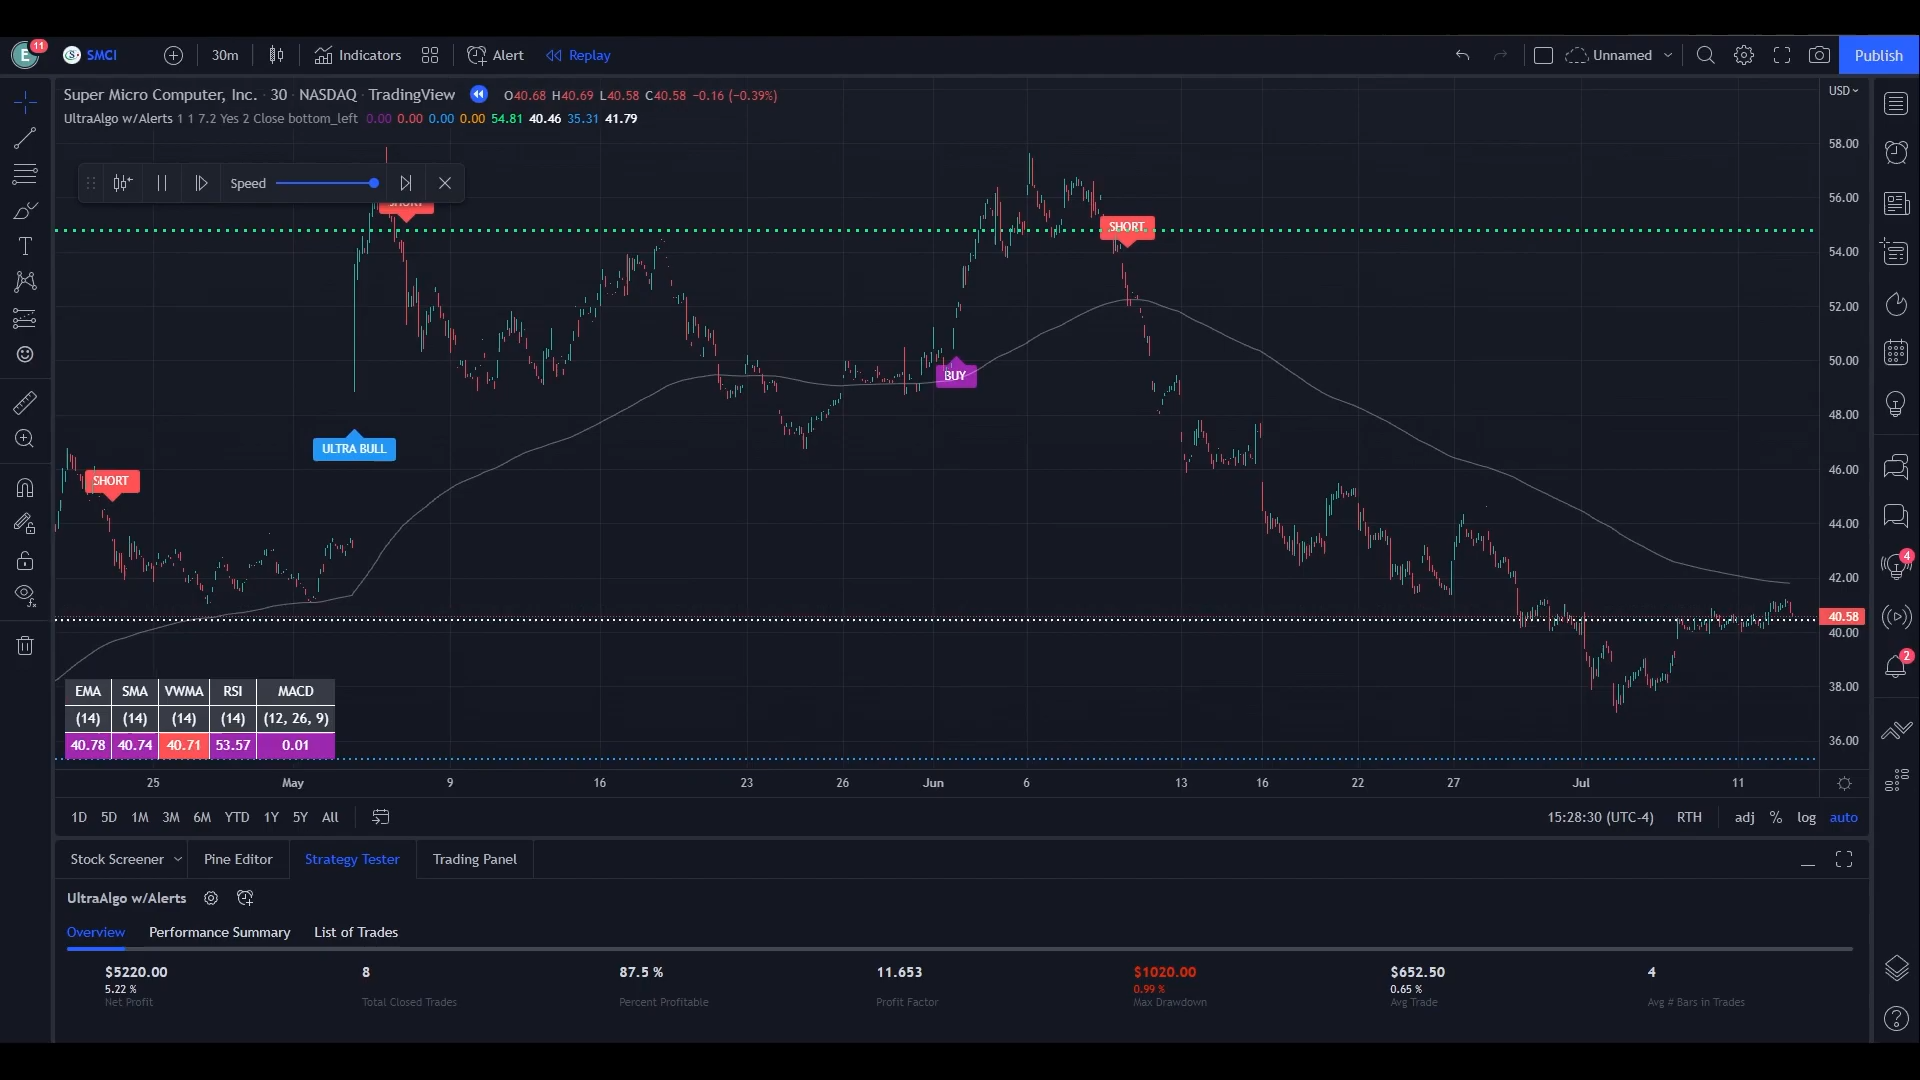 E 11 SMCI 30m Indicators Alert Replay Unnamed Publish
Super Micro Computer, Inc. · 30 · NASDAQ · TradingView O40.68 H40.69 L40.58 C40.58 −0.16 (−0.39%) USD
UltraAlgo w/Alerts 1 1 7.2 Yes 2 Close bottom_left 0.00 0.00 0.00 0.00 54.81 40.46 35.31 41.79
58.00
Speed
56.00
SHORT
SHORT
54.00
52.00
50.00
BUY
48.00
ULTRA BULL
46.00
SHORT
44.00
4
42.00
40.58
40.00
2
38.00
EMA SMA VWMA RSI MACD
(14) (14) (14) (14) (12, 26, 9)
40.78 40.74 40.71 53.57 0.01
36.00
25 May 9 16 23 26 Jun 6 13 16 22 27 Jul 11
1D 5D 1M 3M 6M YTD 1Y 5Y All 15:28:30 (UTC-4) RTH adj % log auto
Stock Screener Pine Editor Strategy Tester Trading Panel
UltraAlgo w/Alerts
Overview Performance Summary List of Trades
$5220.00 8 87.5 % 11.653 $1020.00 $652.50 4
5.22 % 0.99 % 0.65 %
Net Profit Total Closed Trades Percent Profitable Profit Factor Max Drawdown Avg Trade Avg # Bars in Trades